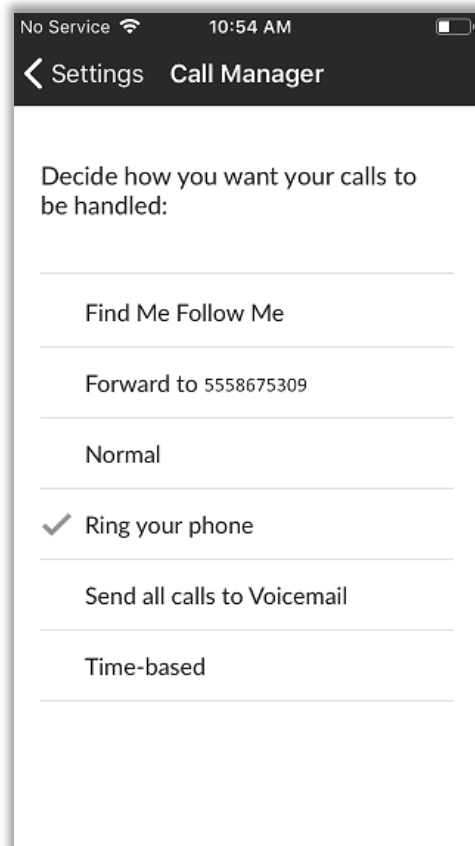 No Service 10:54 AM
Settings Call Manager
Decide how you want your calls to
be handled:
Find Me Follow Me
Forward to 5558675309
Normal
Ring your phone
Send all calls to Voicemail
Time-based